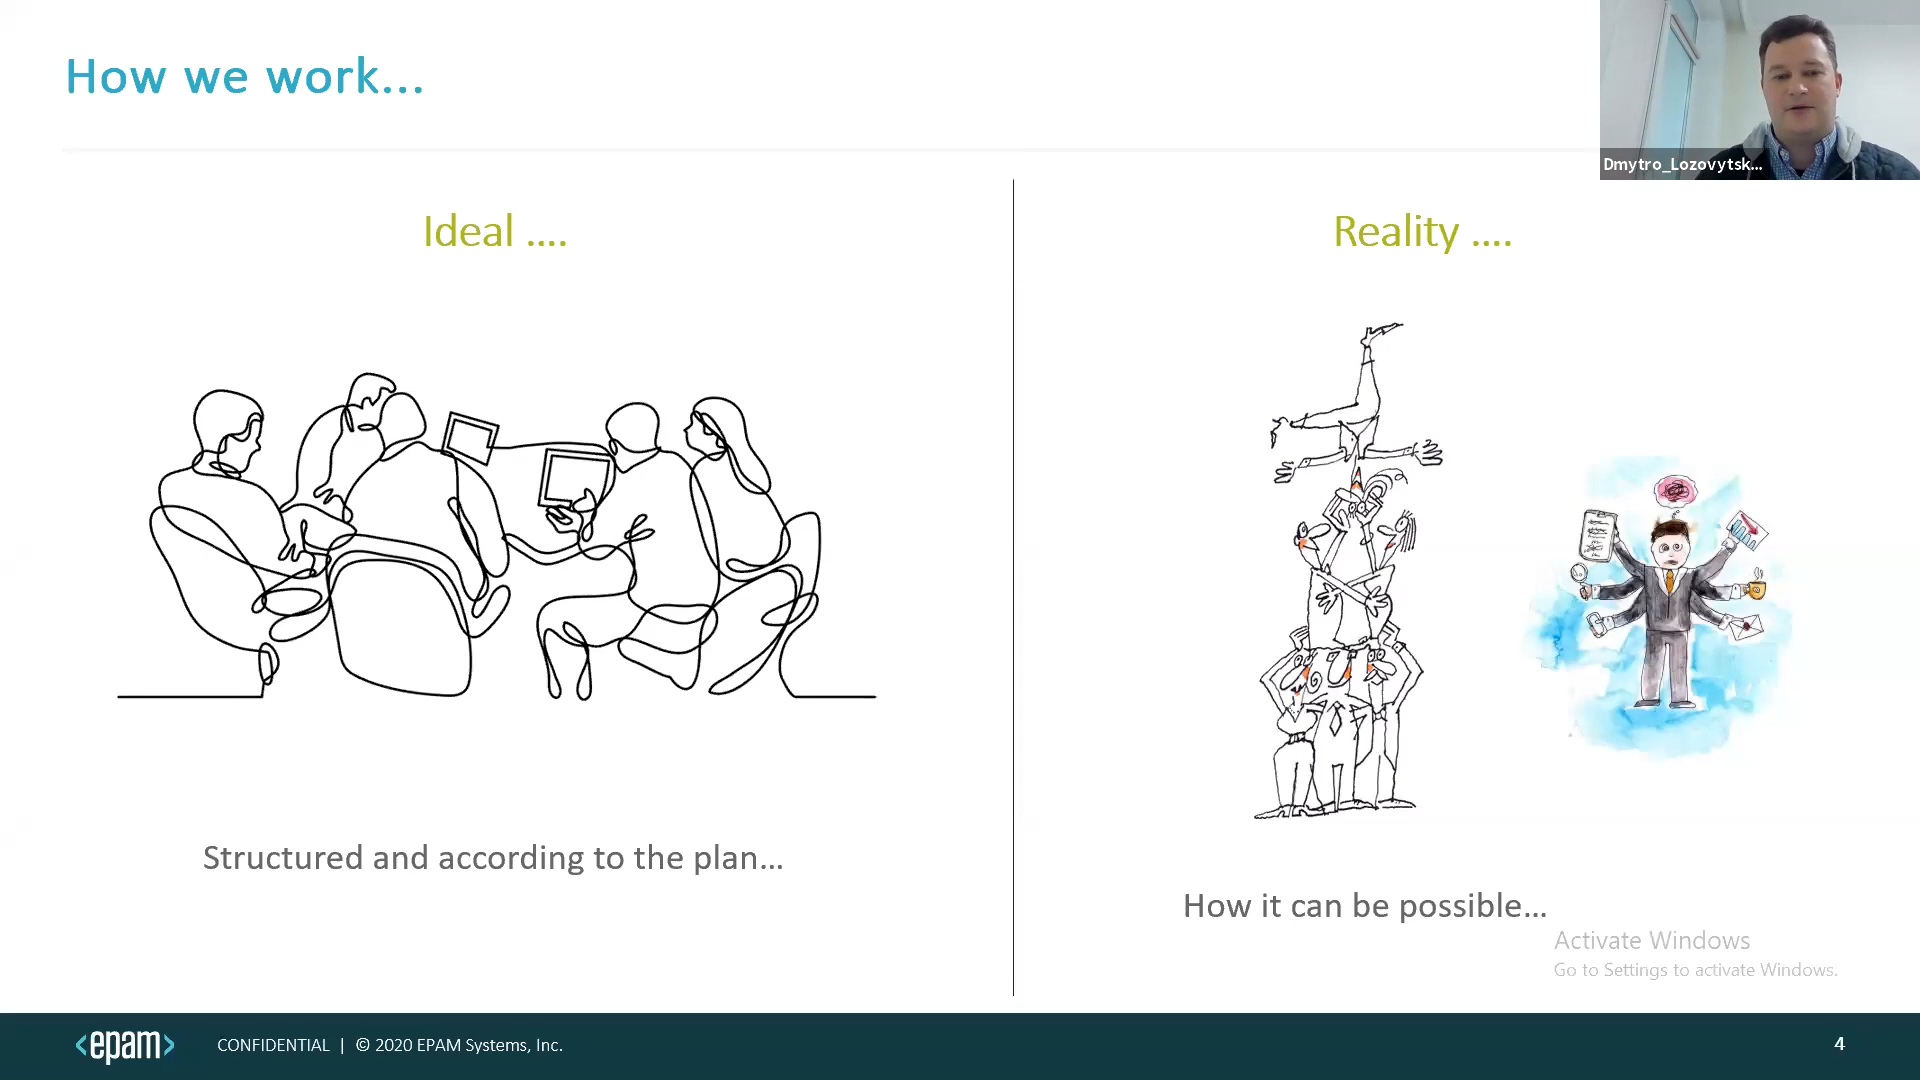 How we work...
Dmytro_Lozovytsk...
Ideal ....
Reality ....
Structured and according to the plan...
How it can be possible...
Activate Windows
Go to Settings to activate Windows.
<epam> CONFIDENTIAL | © 2020 EPAM Systems, Inc. 4